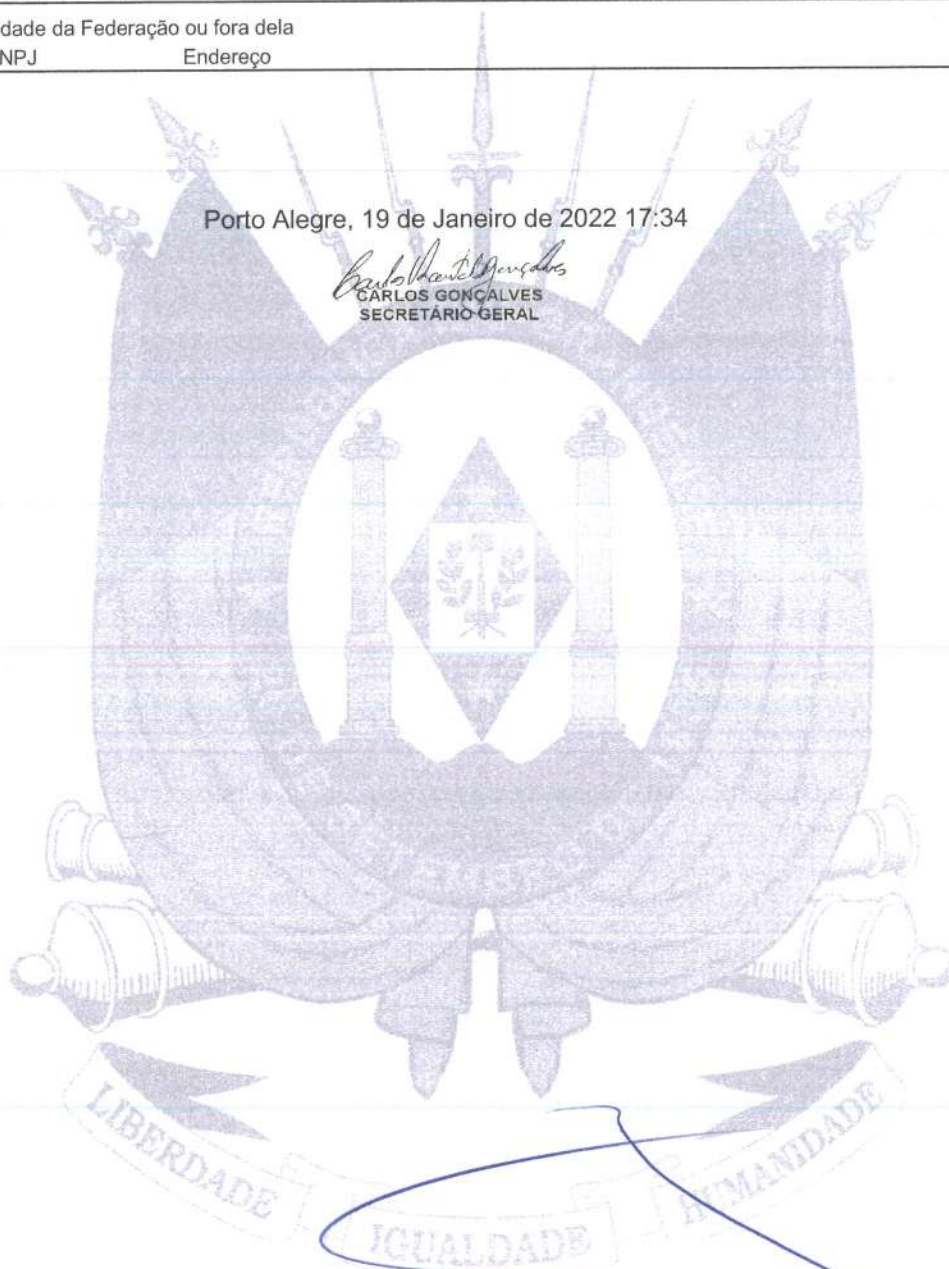 dade da Federação ou fora dela
NPJ Endereço
Porto Alegre, 19 de Janeiro de 2022 17:34
CARLOS GONÇALVES
SECRETÁRIO GERAL
LIBERDADE
IGUALDADE
HUMANIDADE